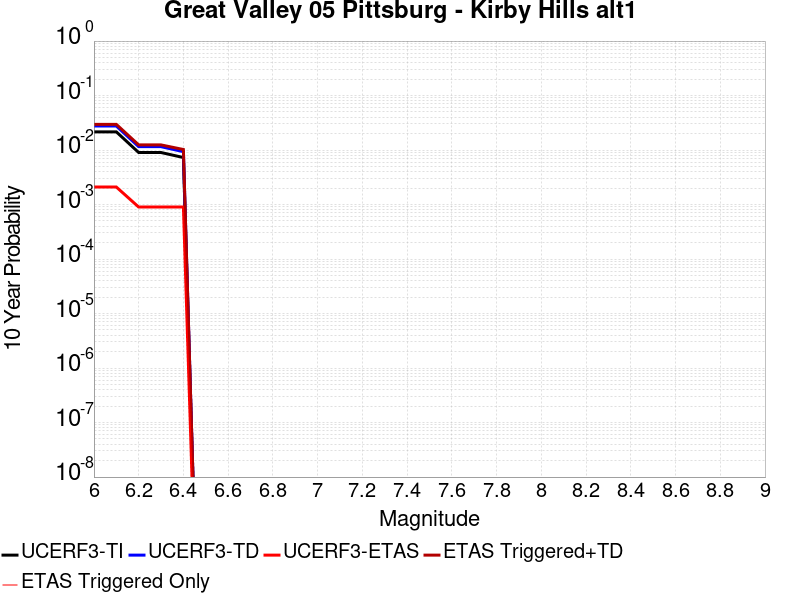 Great Valley 05 Pittsburg - Kirby Hills alt1
10 Year Probability
10^0
10^-1
10^-2
10^-3
10^-4
10^-5
10^-6
10^-7
10^-8
6 6.2 6.4 6.6 6.8 7 7.2 7.4 7.6 7.8 8 8.2 8.4 8.6 8.8 9
Magnitude
UCERF3-TI UCERF3-TD UCERF3-ETAS ETAS Triggered+TD
ETAS Triggered Only